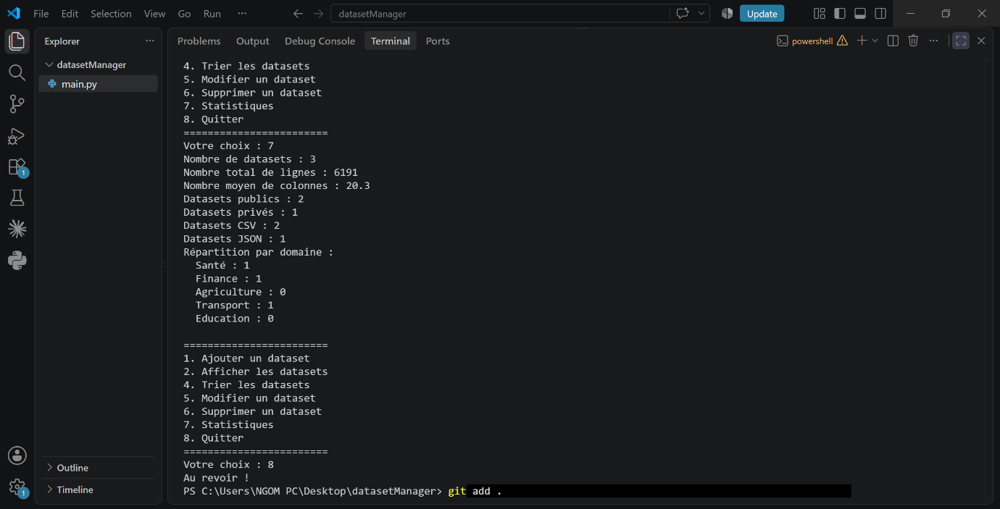 File Edit Selection View Go Run ··· datasetManager Update
Explorer ···
datasetManager
main.py
Outline
Timeline
Problems Output Debug Console Terminal Ports powershell ···
4. Trier les datasets
5. Modifier un dataset
6. Supprimer un dataset
7. Statistiques
8. Quitter
========================
Votre choix : 7
Nombre de datasets : 3
Nombre total de lignes : 6191
Nombre moyen de colonnes : 20.3
Datasets publics : 2
Datasets privés : 1
Datasets CSV : 2
Datasets JSON : 1
Répartition par domaine :
  Santé : 1
  Finance : 1
  Agriculture : 0
  Transport : 1
  Education : 0
========================
1. Ajouter un dataset
2. Afficher les datasets
4. Trier les datasets
5. Modifier un dataset
6. Supprimer un dataset
7. Statistiques
8. Quitter
========================
Votre choix : 8
Au revoir !
PS C:\Users\NGOM PC\Desktop\datasetManager> git add .
1
1